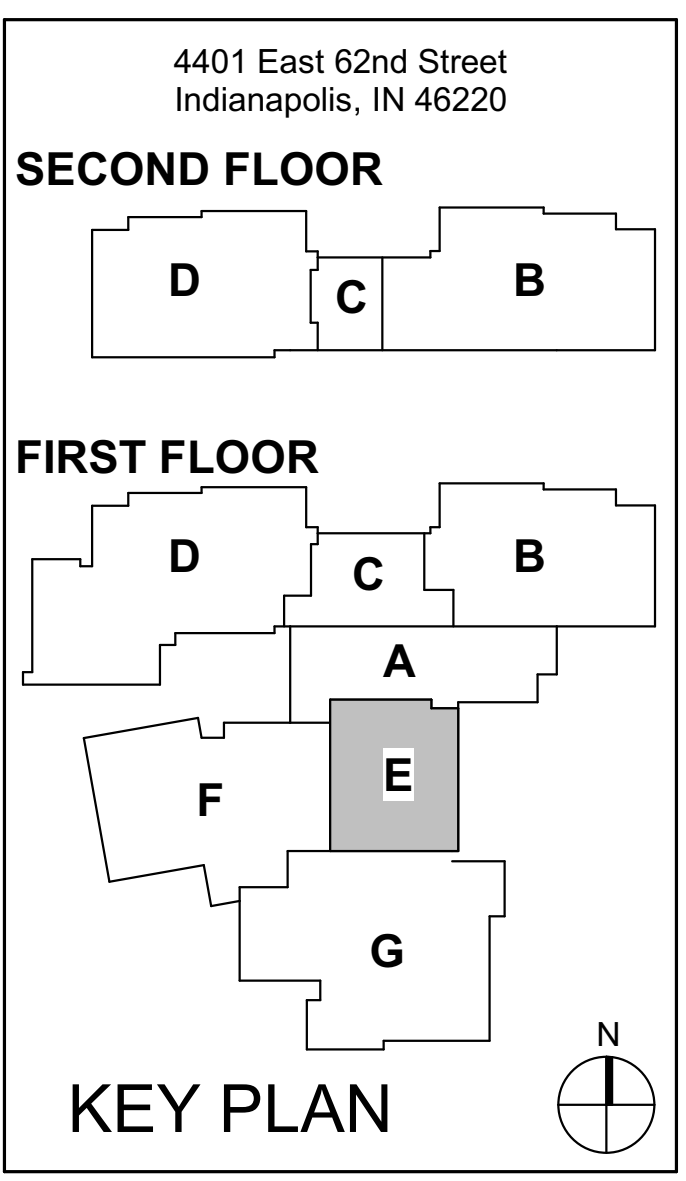 4401 East 62nd Street
Indianapolis, IN 46220
SECOND FLOOR
D
C
B
FIRST FLOOR
D
C
B
A
E
F
G
N
KEY PLAN